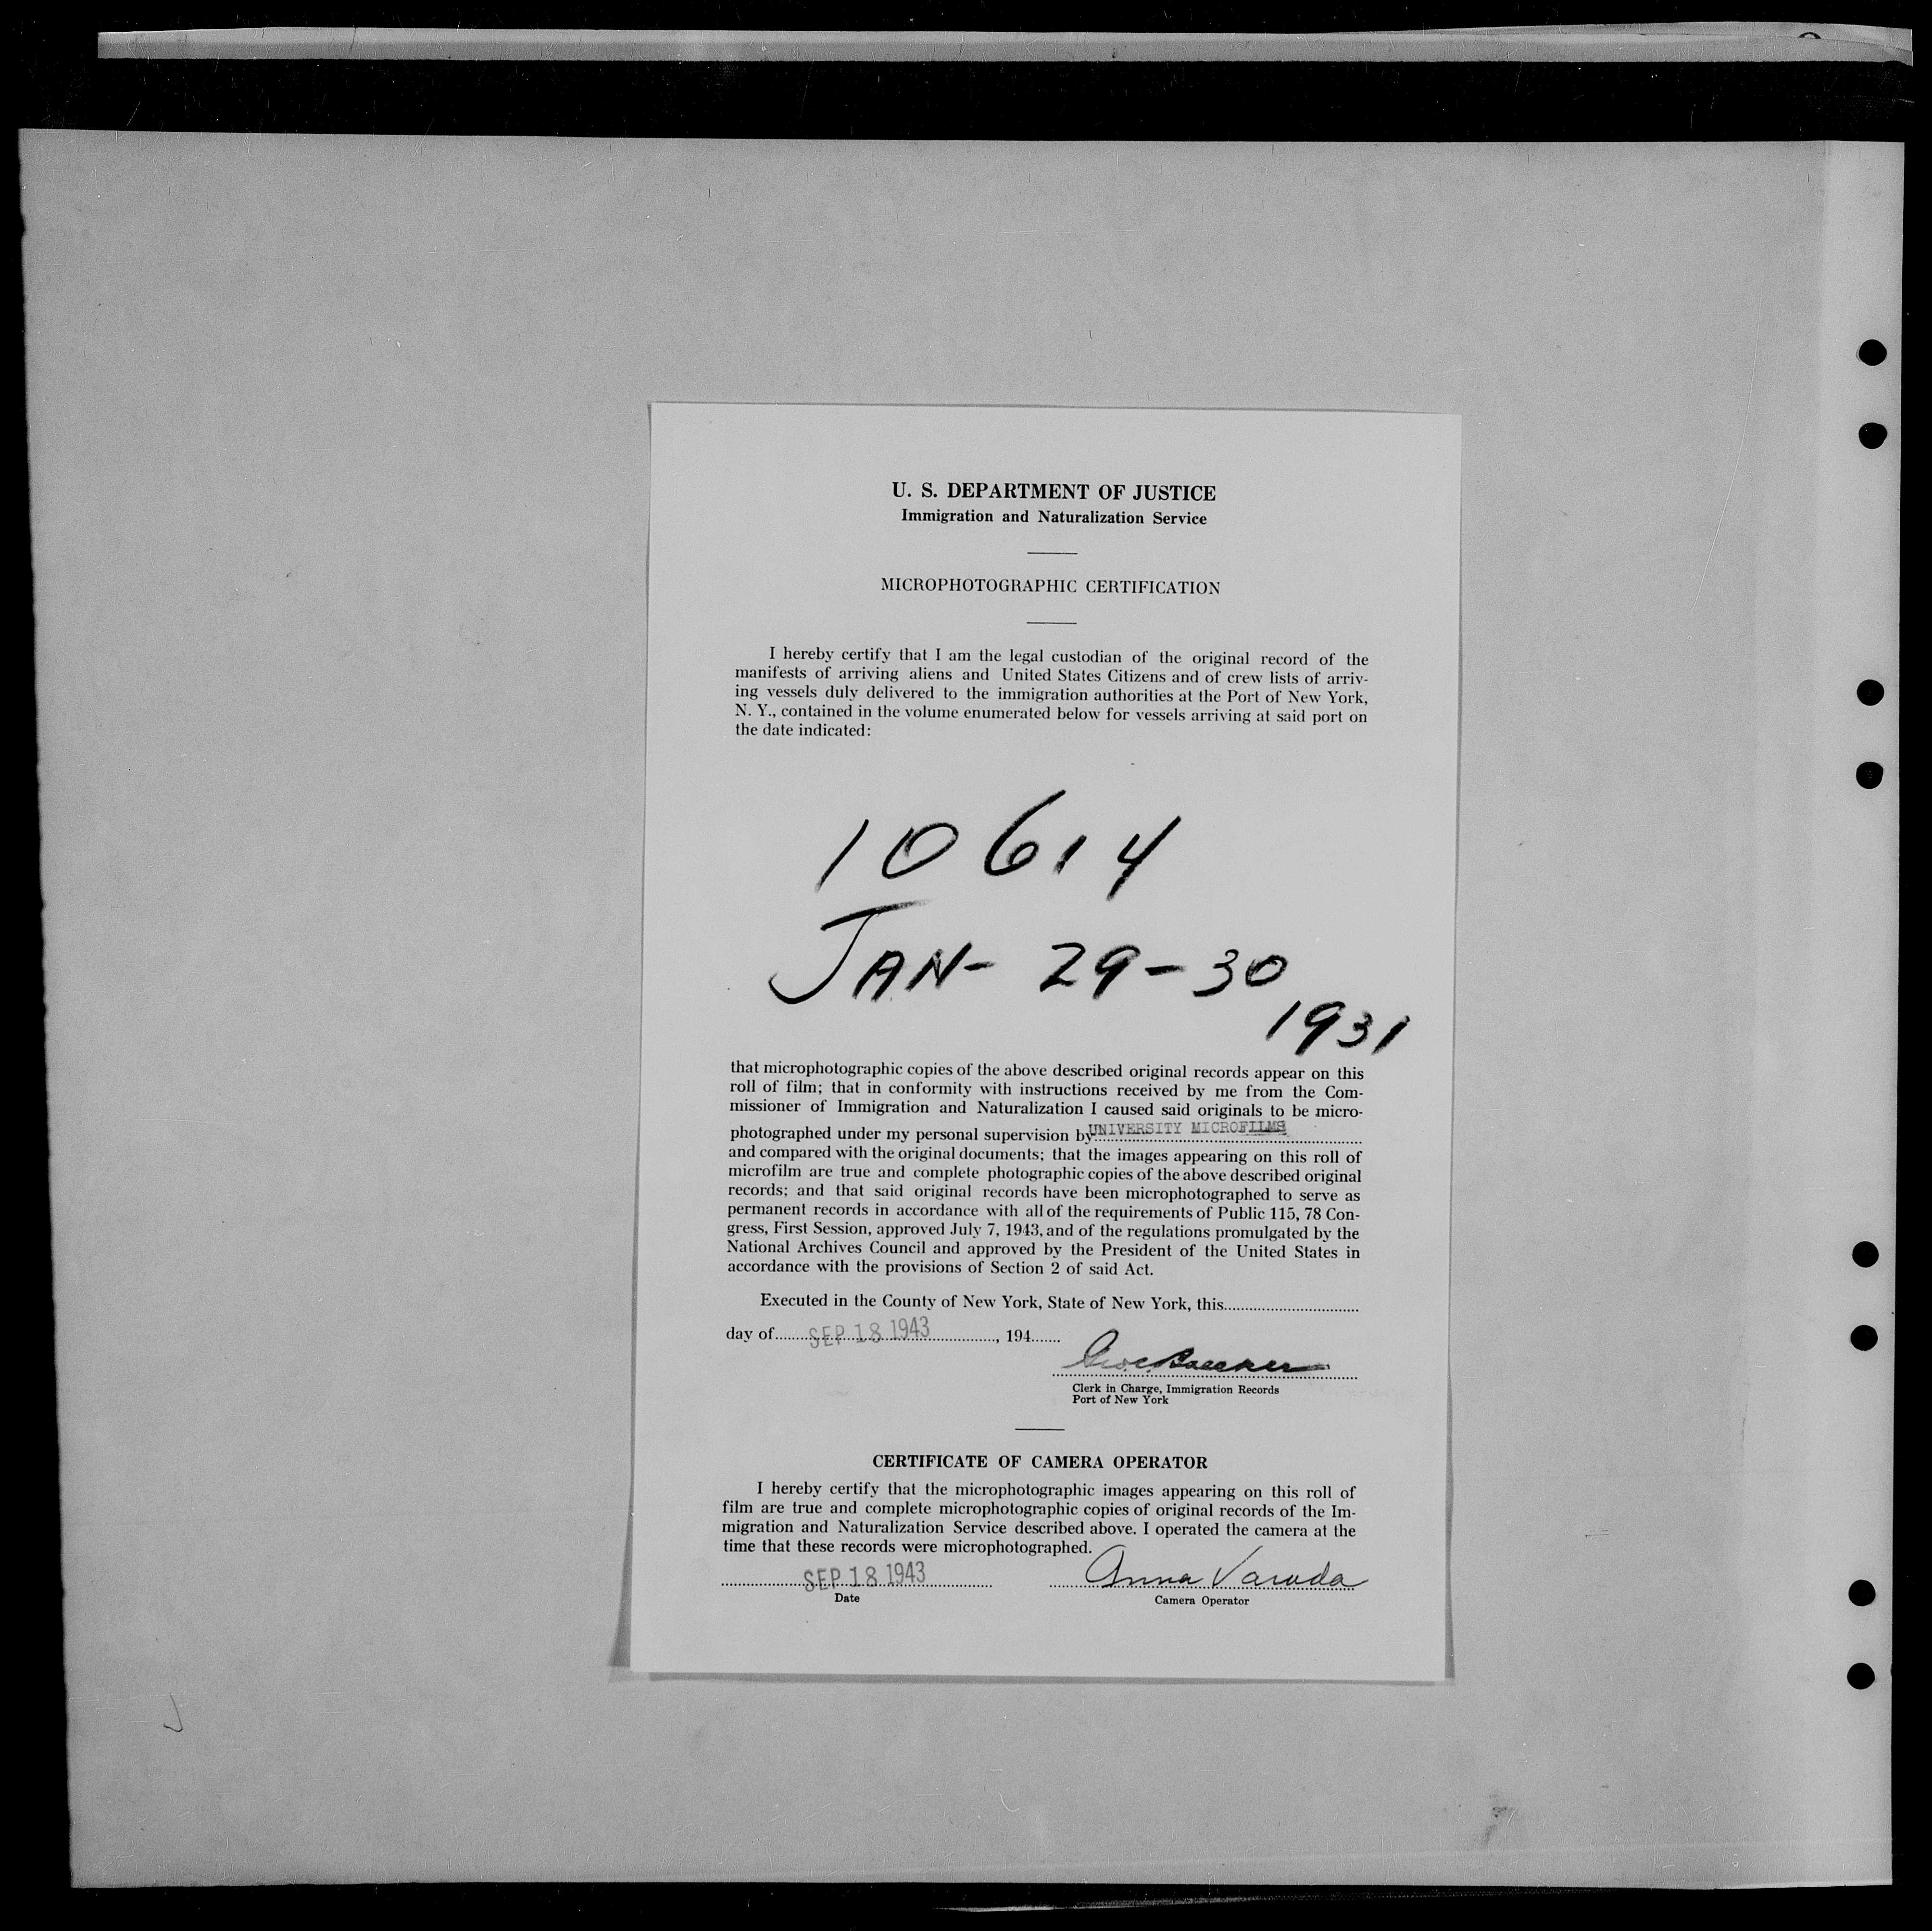 U. S. DEPARTMENT OF JUSTICE
Immigration and Naturalization Service
MICROPHOTOGRAPHIC CERTIFICATION
I hereby certify that I am the legal custodian of the original record of the
manifests of arriving aliens and United States Citizens and of crew lists of arriv-
ing vessels duly delivered to the immigration authorities at the Port of New York,
N. Y., contained in the volume enumerated below for vessels arriving at said port on
the date indicated:
10614
JAN- 29-30
1931
that microphotographic copies of the above described original records appear on this
roll of film; that in conformity with instructions received by me from the Com-
missioner of Immigration and Naturalization I caused said originals to be micro-
photographed under my personal supervision by UNIVERSITY MICROFILMS
and compared with the original documents; that the images appearing on this roll of
microfilm are true and complete photographic copies of the above described original
records; and that said original records have been microphotographed to serve as
permanent records in accordance with all of the requirements of Public 115, 78 Con-
gress, First Session, approved July 7, 1943, and of the regulations promulgated by the
National Archives Council and approved by the President of the United States in
accordance with the provisions of Section 2 of said Act.
Executed in the County of New York, State of New York, this
day of SEP 18 1943, 194
Clerk in Charge, Immigration Records
Port of New York
CERTIFICATE OF CAMERA OPERATOR
I hereby certify that the microphotographic images appearing on this roll of
film are true and complete microphotographic copies of original records of the Im-
migration and Naturalization Service described above. I operated the camera at the
time that these records were microphotographed.
SEP 18 1943 Anna Varuda
Date Camera Operator